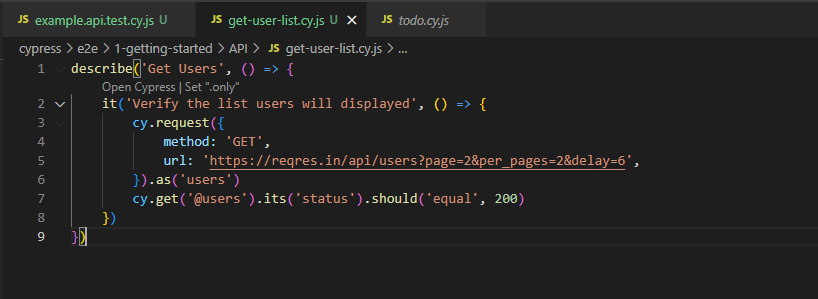 JS example.api.test.cy.js U JS get-user-list.cy.js U × JS todo.cy.js
cypress > e2e > 1-getting-started > API > JS get-user-list.cy.js > ...
1 describe('Get Users', () => {
Open Cypress | Set ".only"
2 it('Verify the list users will displayed', () => {
3 cy.request({
4 method: 'GET',
5 url: 'https://reqres.in/api/users?page=2&per_pages=2&delay=6',
6 }).as('users')
7 cy.get('@users').its('status').should('equal', 200)
8 })
9 })